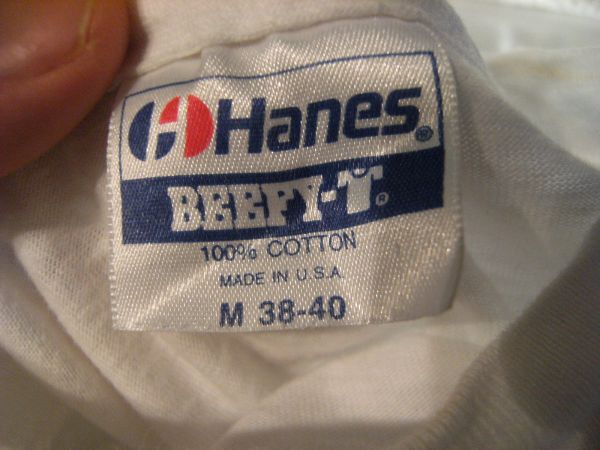 Hanes®
BEEFY-T®
100% COTTON
MADE IN U.S.A.
M 38-40